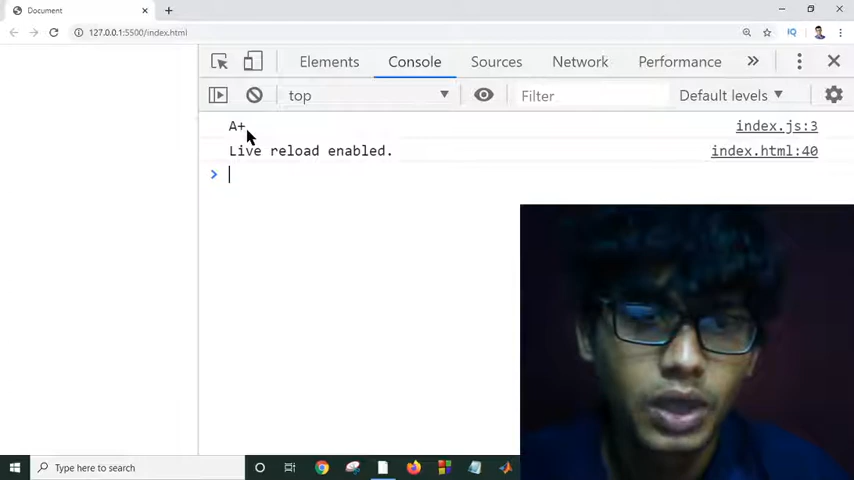 Document
127.0.0.1:5500/index.html
Elements
Console
Sources
Network
Performance
top
Filter
Default levels
A+
index.js:3
Live reload enabled.
index.html:40
Type here to search